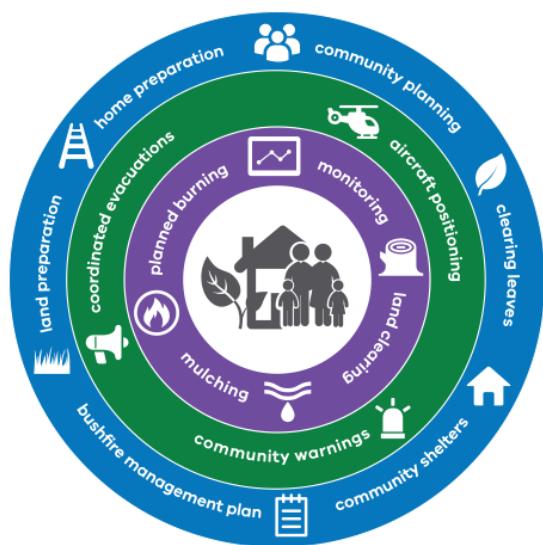 home preparation
community planning
clearing leaves
community shelters
bushfire management plan
land preparation
coordinated evacuations
aircraft positioning
community warnings
planned burning
monitoring
land clearing
mulching